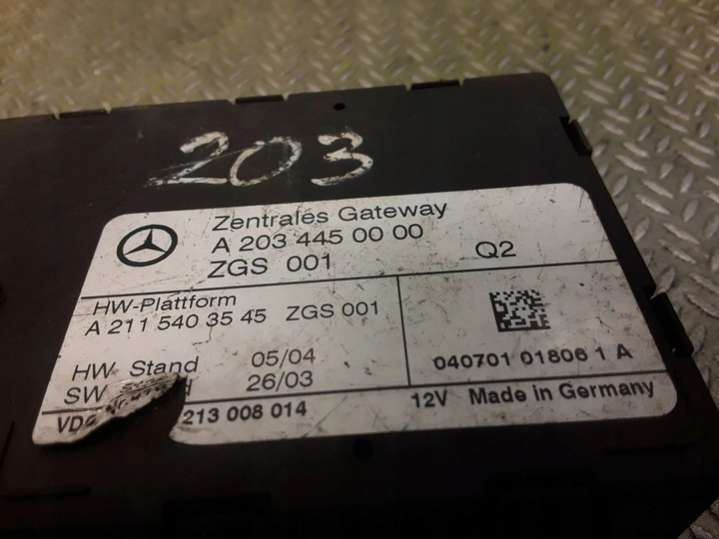 203
Zentrales Gateway
A 203 445 00 00
ZGS 001 Q2
HW-Plattform
A 211 540 35 45 ZGS 001
HW Stand 05/04
SW 26/03
040701 01806 1 A
213 008 014
12V Made in Germany